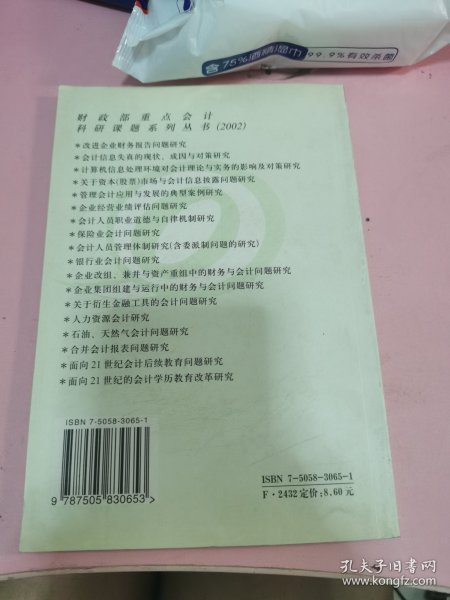 含75%酒精湿巾
99.9%有效杀菌
财政部重点会计
科研课题系列丛书(2002)
*改进企业财务报告问题研究
*会计信息失真的现状、成因与对策研究
*计算机信息处理环境对会计理论与实务的影响及对策研究
*关于资本(股票)市场与会计信息披露问题研究
*管理会计应用与发展的典型案例研究
*企业经营业绩评估问题研究
*会计人员职业道德与自律机制研究
*保险业会计问题研究
*会计人员管理体制研究(含委派制问题的研究)
*银行业会计问题研究
*企业改组、兼并与资产重组中的财务与会计问题研究
*企业集团组建与运行中的财务与会计问题研究
*关于衍生金融工具的会计问题研究
*人力资源会计研究
*石油、天然气会计问题研究
*合并会计报表问题研究
*面向21世纪会计后续教育问题研究
*面向21世纪的会计学历教育改革研究
ISBN 7-5058-3065-1
9 787505 830653>
ISBN 7-5058-3065-1
F·2432定价:8.60元
孔夫子旧书网
www.kongfz.com